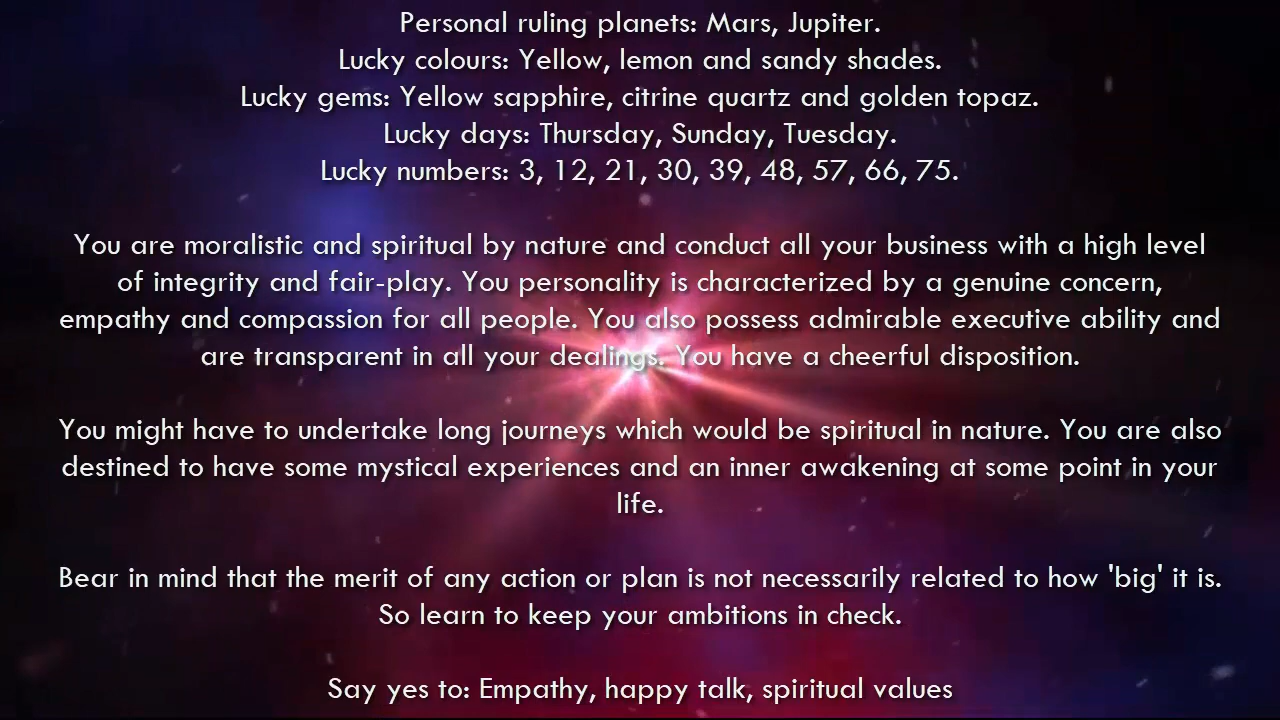 Personal ruling planets: Mars, Jupiter.
Lucky colours: Yellow, lemon and sandy shades.
Lucky gems: Yellow sapphire, citrine quartz and golden topaz.
Lucky days: Thursday, Sunday, Tuesday.
Lucky numbers: 3, 12, 21, 30, 39, 48, 57, 66, 75.
You are moralistic and spiritual by nature and conduct all your business with a high level
of integrity and fair-play. You personality is characterized by a genuine concern,
empathy and compassion for all people. You also possess admirable executive ability and
are transparent in all your dealings. You have a cheerful disposition.
You might have to undertake long journeys which would be spiritual in nature. You are also
destined to have some mystical experiences and an inner awakening at some point in your
life.
Bear in mind that the merit of any action or plan is not necessarily related to how 'big' it is.
So learn to keep your ambitions in check.
Say yes to: Empathy, happy talk, spiritual values